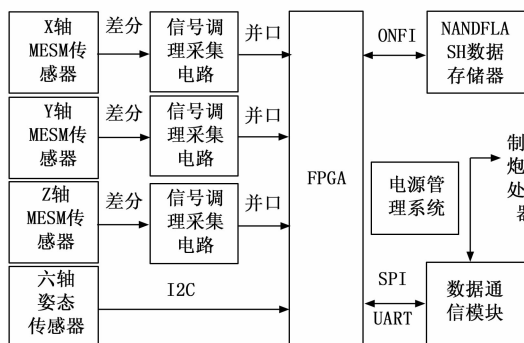 X轴
MESM传
感器
差分
信号调
理采集
电路
并口
Y轴
MESM传
感器
差分
信号调
理采集
电路
并口
Z轴
MESM传
感器
差分
信号调
理采集
电路
并口
六轴
姿态
传感器
I2C
FPGA
ONFI
NANDFLA
SH数据
存储器
电源管
理系统
制
炮
处
器
SPI
UART
数据通
信模块